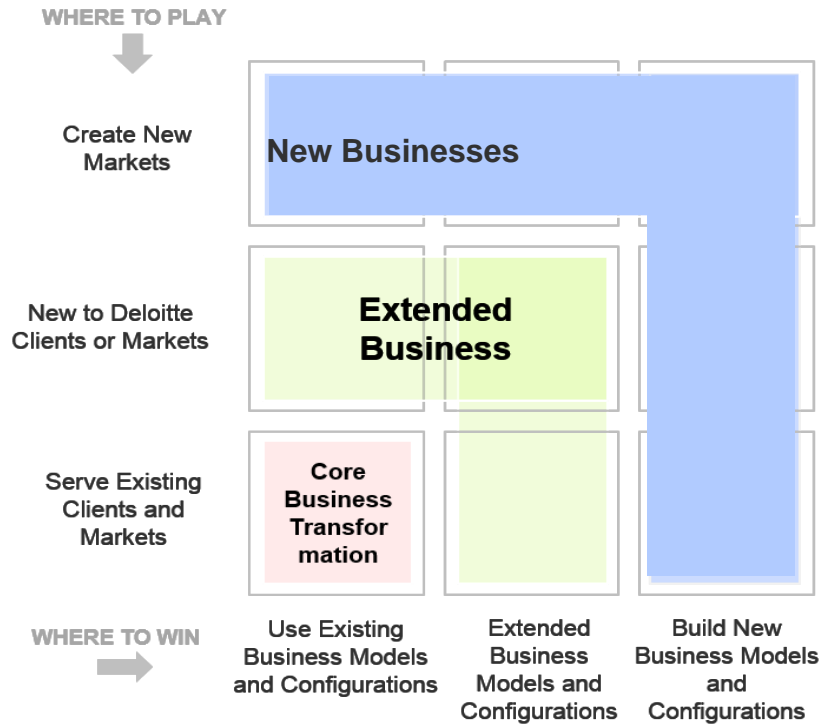 WHERE TO PLAY
Create New
Markets
New Businesses
New to Deloitte
Clients or Markets
Extended
Business
Serve Existing
Clients and
Markets
Core
Business
Transfor
mation
WHERE TO WIN
Use Existing
Business Models
and Configurations
Extended
Business
Models and
Configurations
Build New
Business Models
and
Configurations